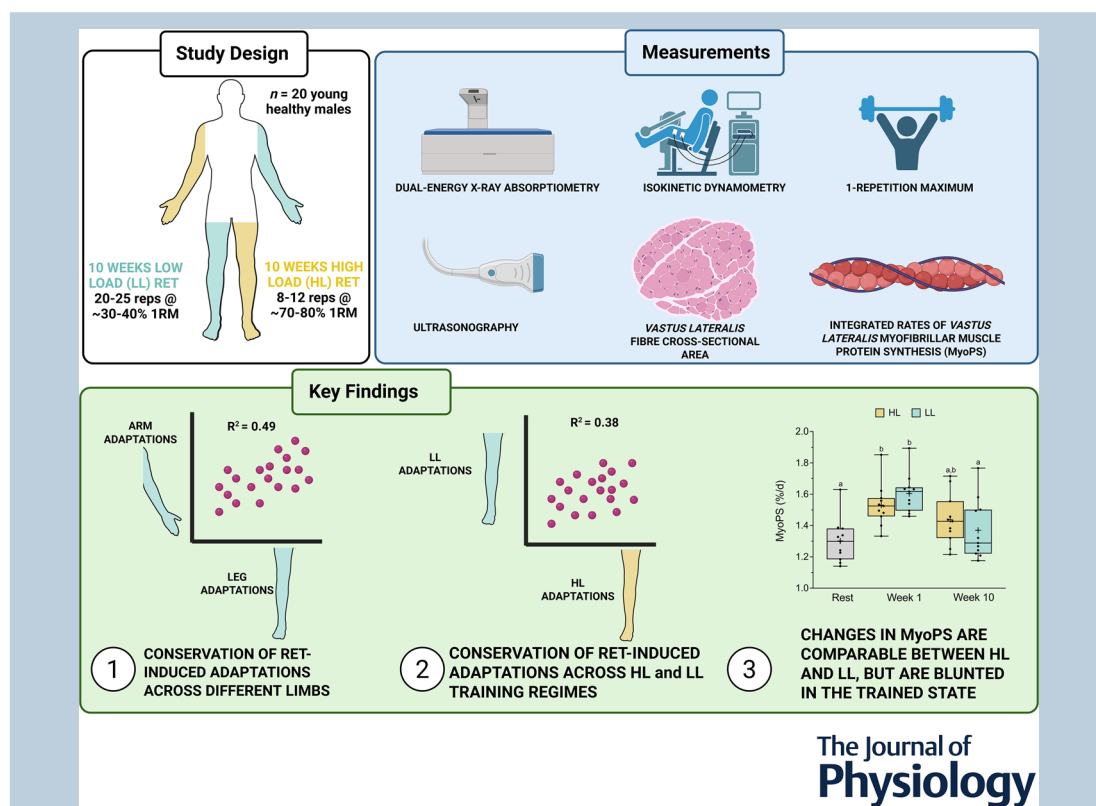 Study Design
n = 20 young
healthy males
10 WEEKS LOW
LOAD (LL) RET
20-25 reps @
~30-40% 1RM
10 WEEKS HIGH
LOAD (HL) RET
8-12 reps @
~70-80% 1RM
Measurements
DUAL-ENERGY X-RAY ABSORPTIOMETRY
ISOKINETIC DYNAMOMETRY
1-REPETITION MAXIMUM
ULTRASONOGRAPHY
VASTUS LATERALIS
FIBRE CROSS-SECTIONAL
AREA
INTEGRATED RATES OF VASTUS
LATERALIS MYOFIBRILLAR MUSCLE
PROTEIN SYNTHESIS (MyoPS)
Key Findings
ARM
ADAPTATIONS
R² = 0.49
LEG
ADAPTATIONS
1
CONSERVATION OF RET-
INDUCED ADAPTATIONS
ACROSS DIFFERENT LIMBS
LL
ADAPTATIONS
R² = 0.38
HL
ADAPTATIONS
2
CONSERVATION OF RET-INDUCED
ADAPTATIONS ACROSS HL and LL
TRAINING REGIMES
HL
LL
MyoPS (%/d)
2.0
1.8
1.6
1.4
1.2
1.0
a
b
b
a,b
a
Rest
Week 1
Week 10
3
CHANGES IN MyoPS ARE
COMPARABLE BETWEEN HL
AND LL, BUT ARE BLUNTED
IN THE TRAINED STATE
The Journal of
Physiology